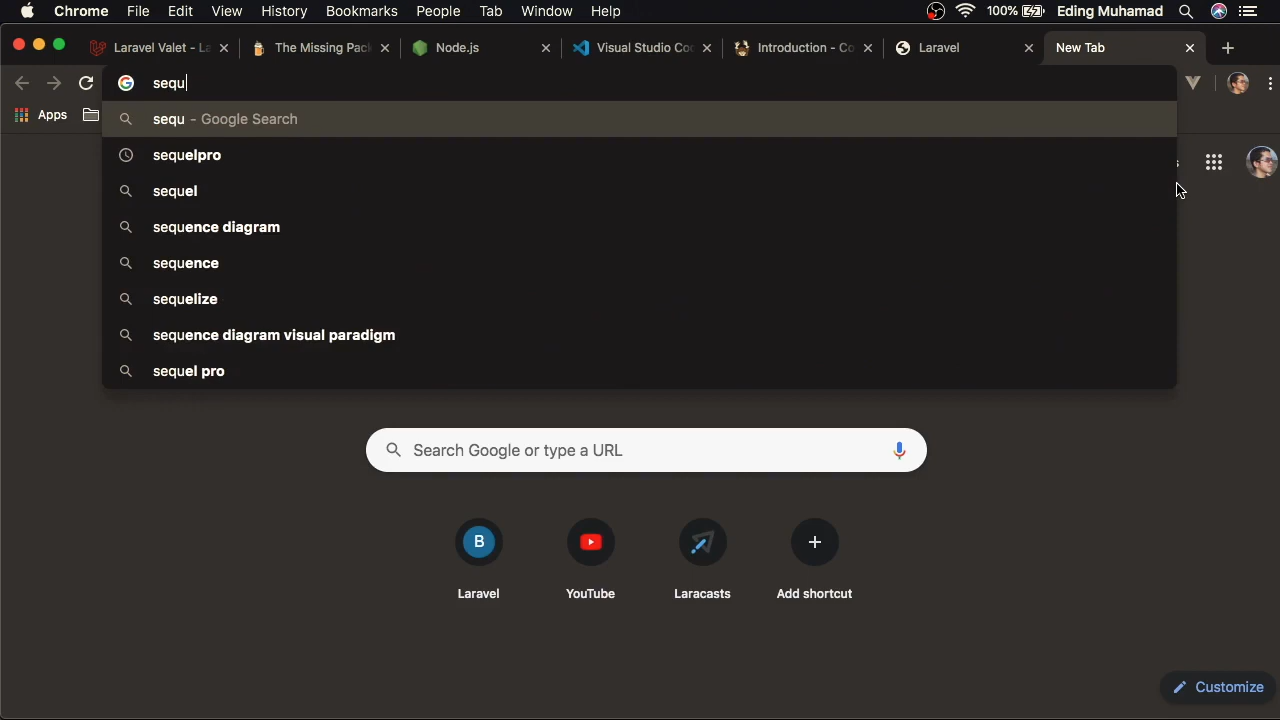 Chrome File Edit View History Bookmarks People Tab Window Help 100% Eding Muhamad
Laravel Valet - La The Missing Pack Node.js Visual Studio Co Introduction - Co Laravel New Tab
sequ
Apps
sequ - Google Search
sequelpro
sequel
sequence diagram
sequence
sequelize
sequence diagram visual paradigm
sequel pro
Search Google or type a URL
B
Laravel YouTube Laracasts Add shortcut
Customize